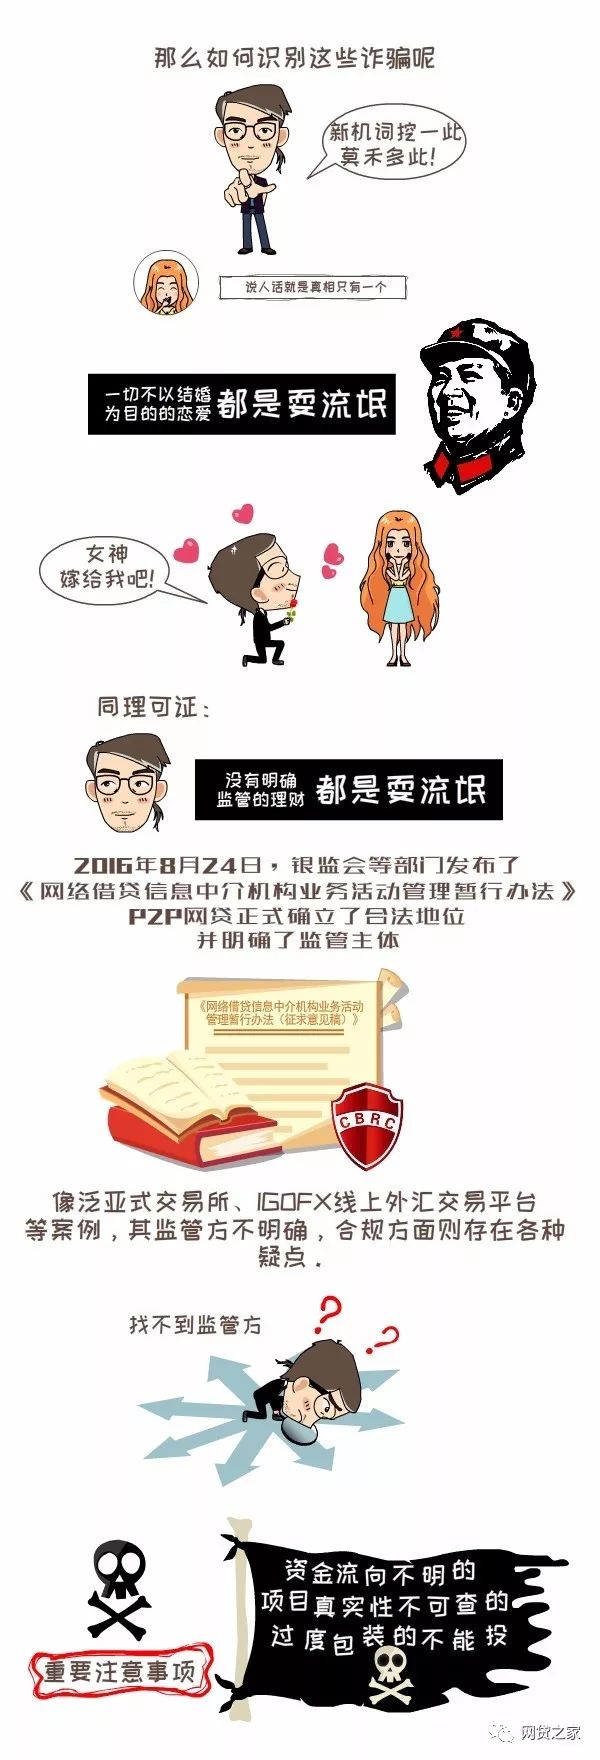 那么如何识别这些诈骗呢
新机词挖一此
莫禾多此!
说人话就是真相只有一个
一切不以结婚
为目的的恋爱 都是耍流氓
女神
嫁给我吧!
同理可证:
没有明确
监管的理财 都是耍流氓
2016年8月24日，银监会等部门发布了
《网络借贷信息中介机构业务活动管理暂行办法》
P2P网贷正式确立了合法地位
并明确了监管主体
《网络借贷信息中介机构业务活动
管理暂行办法（征求意见稿）》
CBRC
像泛亚式交易所、IGOFX线上外汇交易平台
等案例，其监管方不明确，合规方面则存在各种
疑点.
找不到监管方
??
资金流向不明的
项目真实性不可查的
过度包装的不能投
重要注意事项
网贷之家